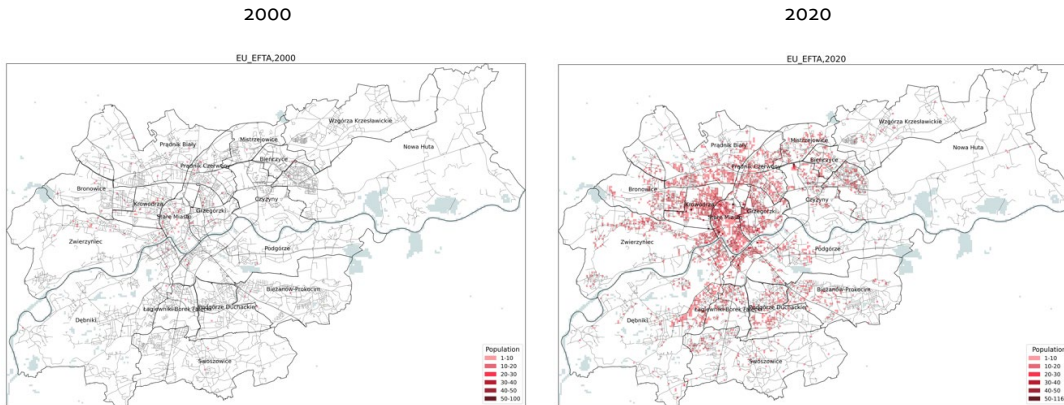 2000
2020
EU_EFTA,2000
Wzgórza Krzesławickie
Mistrzejowice
Prądnik Biały
Nowa Huta
Bieńczyce
Prądnik Czerwony
Bronowice
Czyżyny
Krowodrza
Grzegórzki
Stare Miasto
Zwierzyniec
Podgórze
Bieżanów-Prokocim
Łagiewniki-Borek Fałęcki
Podgórze Duchackie
Dębniki
Swoszowice
Population
1-10
10-20
20-30
30-40
40-50
50-100
EU_EFTA,2020
Wzgórza Krzesławickie
Mistrzejowice
Prądnik Biały
Nowa Huta
Bieńczyce
Prądnik Czerwony
Bronowice
Czyżyny
Krowodrza
Grzegórzki
Stare Miasto
Zwierzyniec
Podgórze
Bieżanów-Prokocim
Łagiewniki-Borek Fałęcki
Podgórze Duchackie
Dębniki
Swoszowice
Population
1-10
10-20
20-30
30-40
40-50